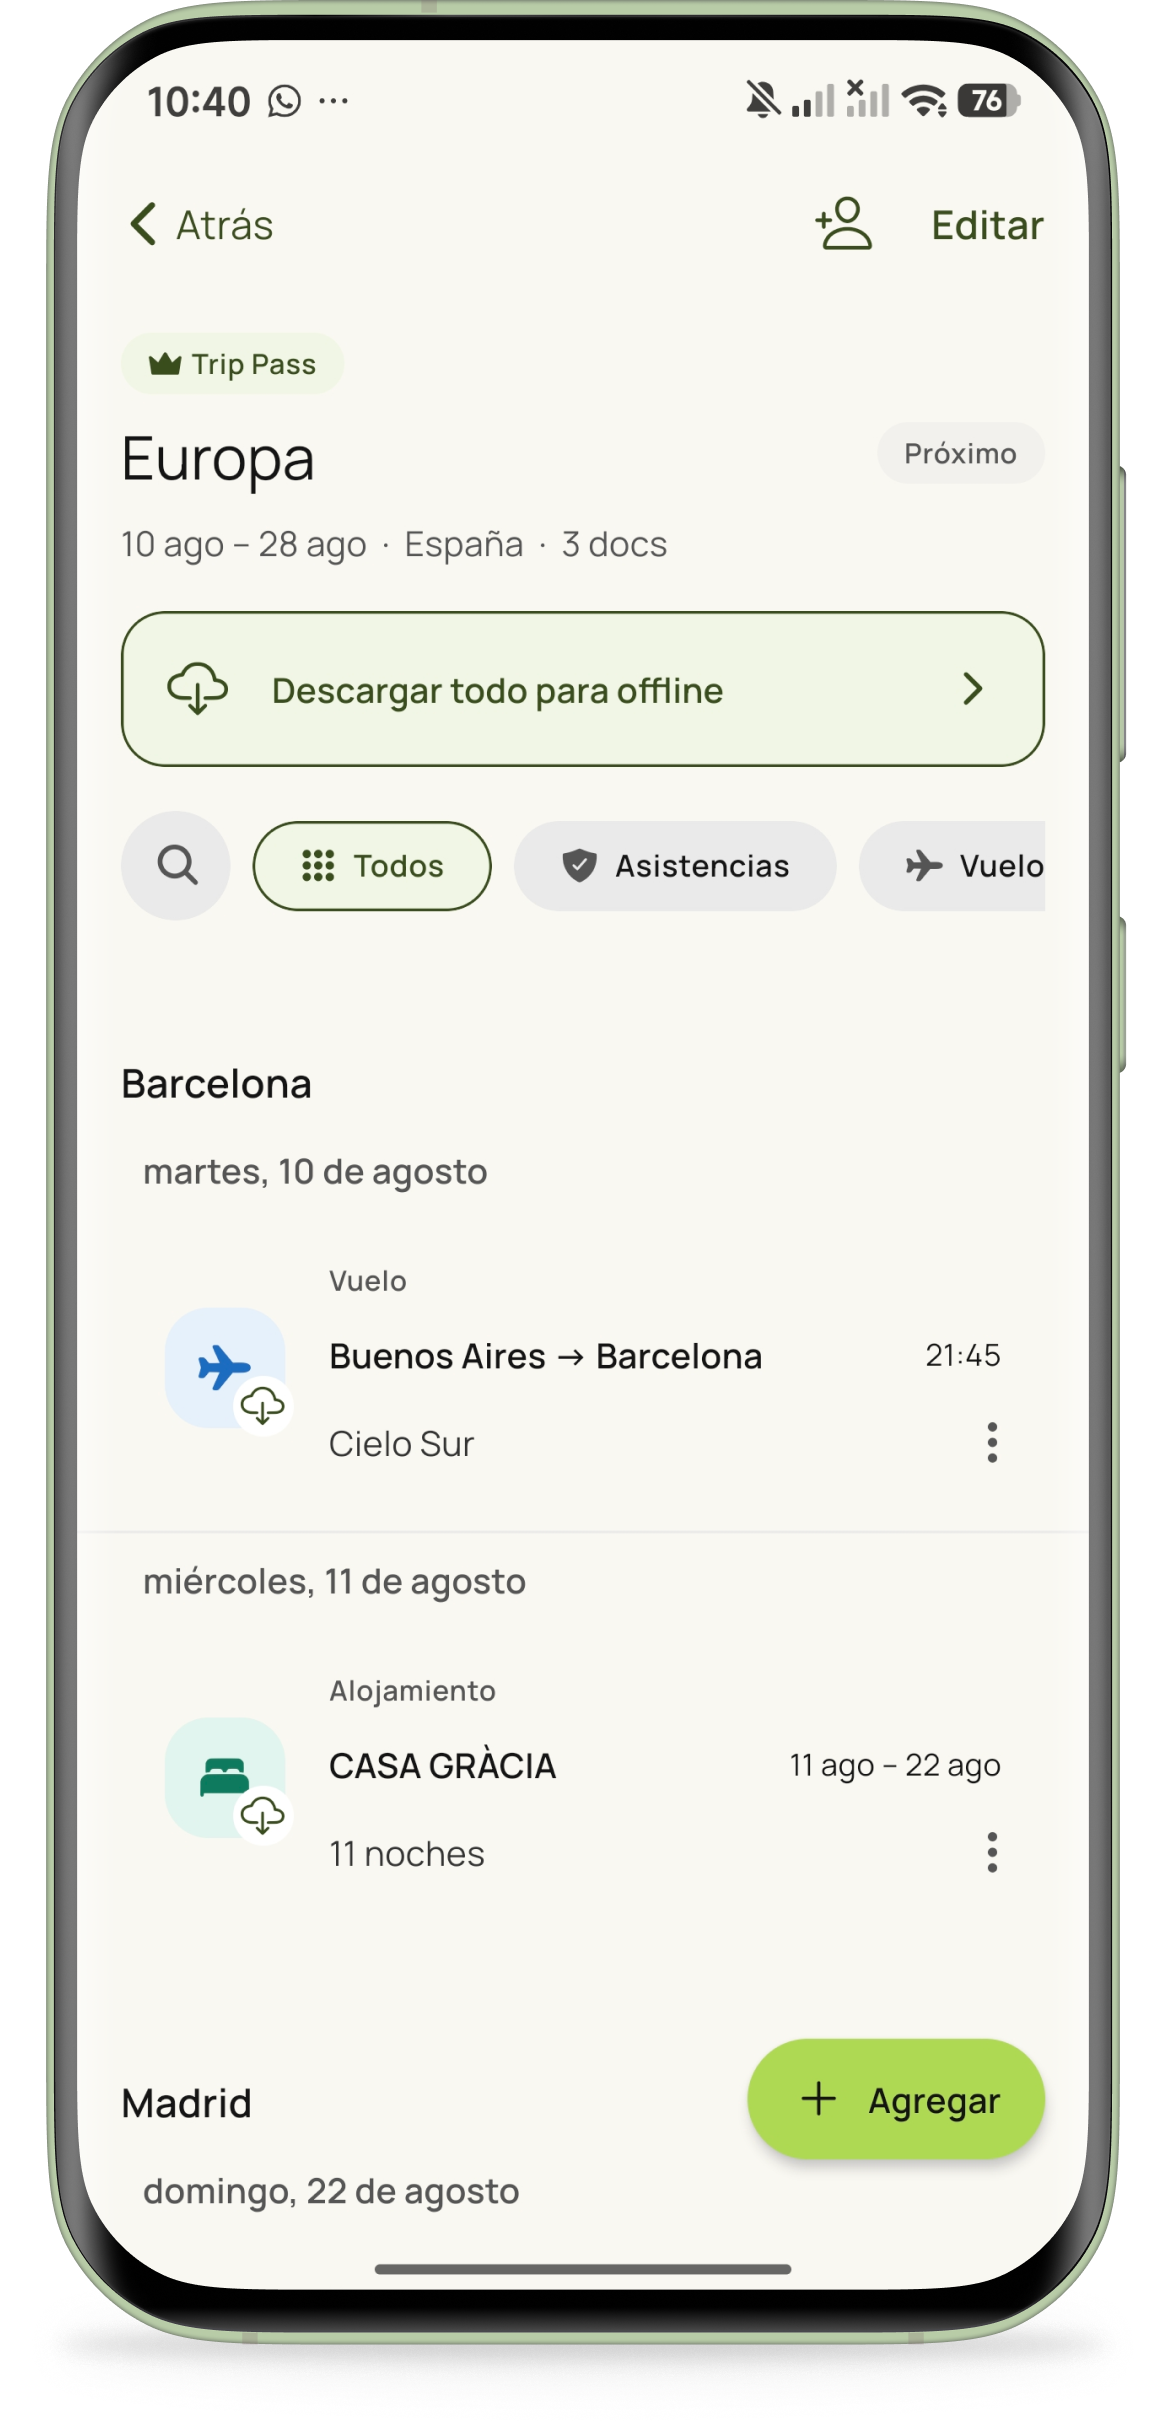 10:40 ... 76
Atrás Editar
Trip Pass
Europa Próximo
10 ago – 28 ago · España · 3 docs
Descargar todo para offline
Todos Asistencias Vuelo
Barcelona
martes, 10 de agosto
Vuelo
Buenos Aires → Barcelona 21:45
Cielo Sur
miércoles, 11 de agosto
Alojamiento
CASA GRÀCIA 11 ago – 22 ago
11 noches
Madrid + Agregar
domingo, 22 de agosto